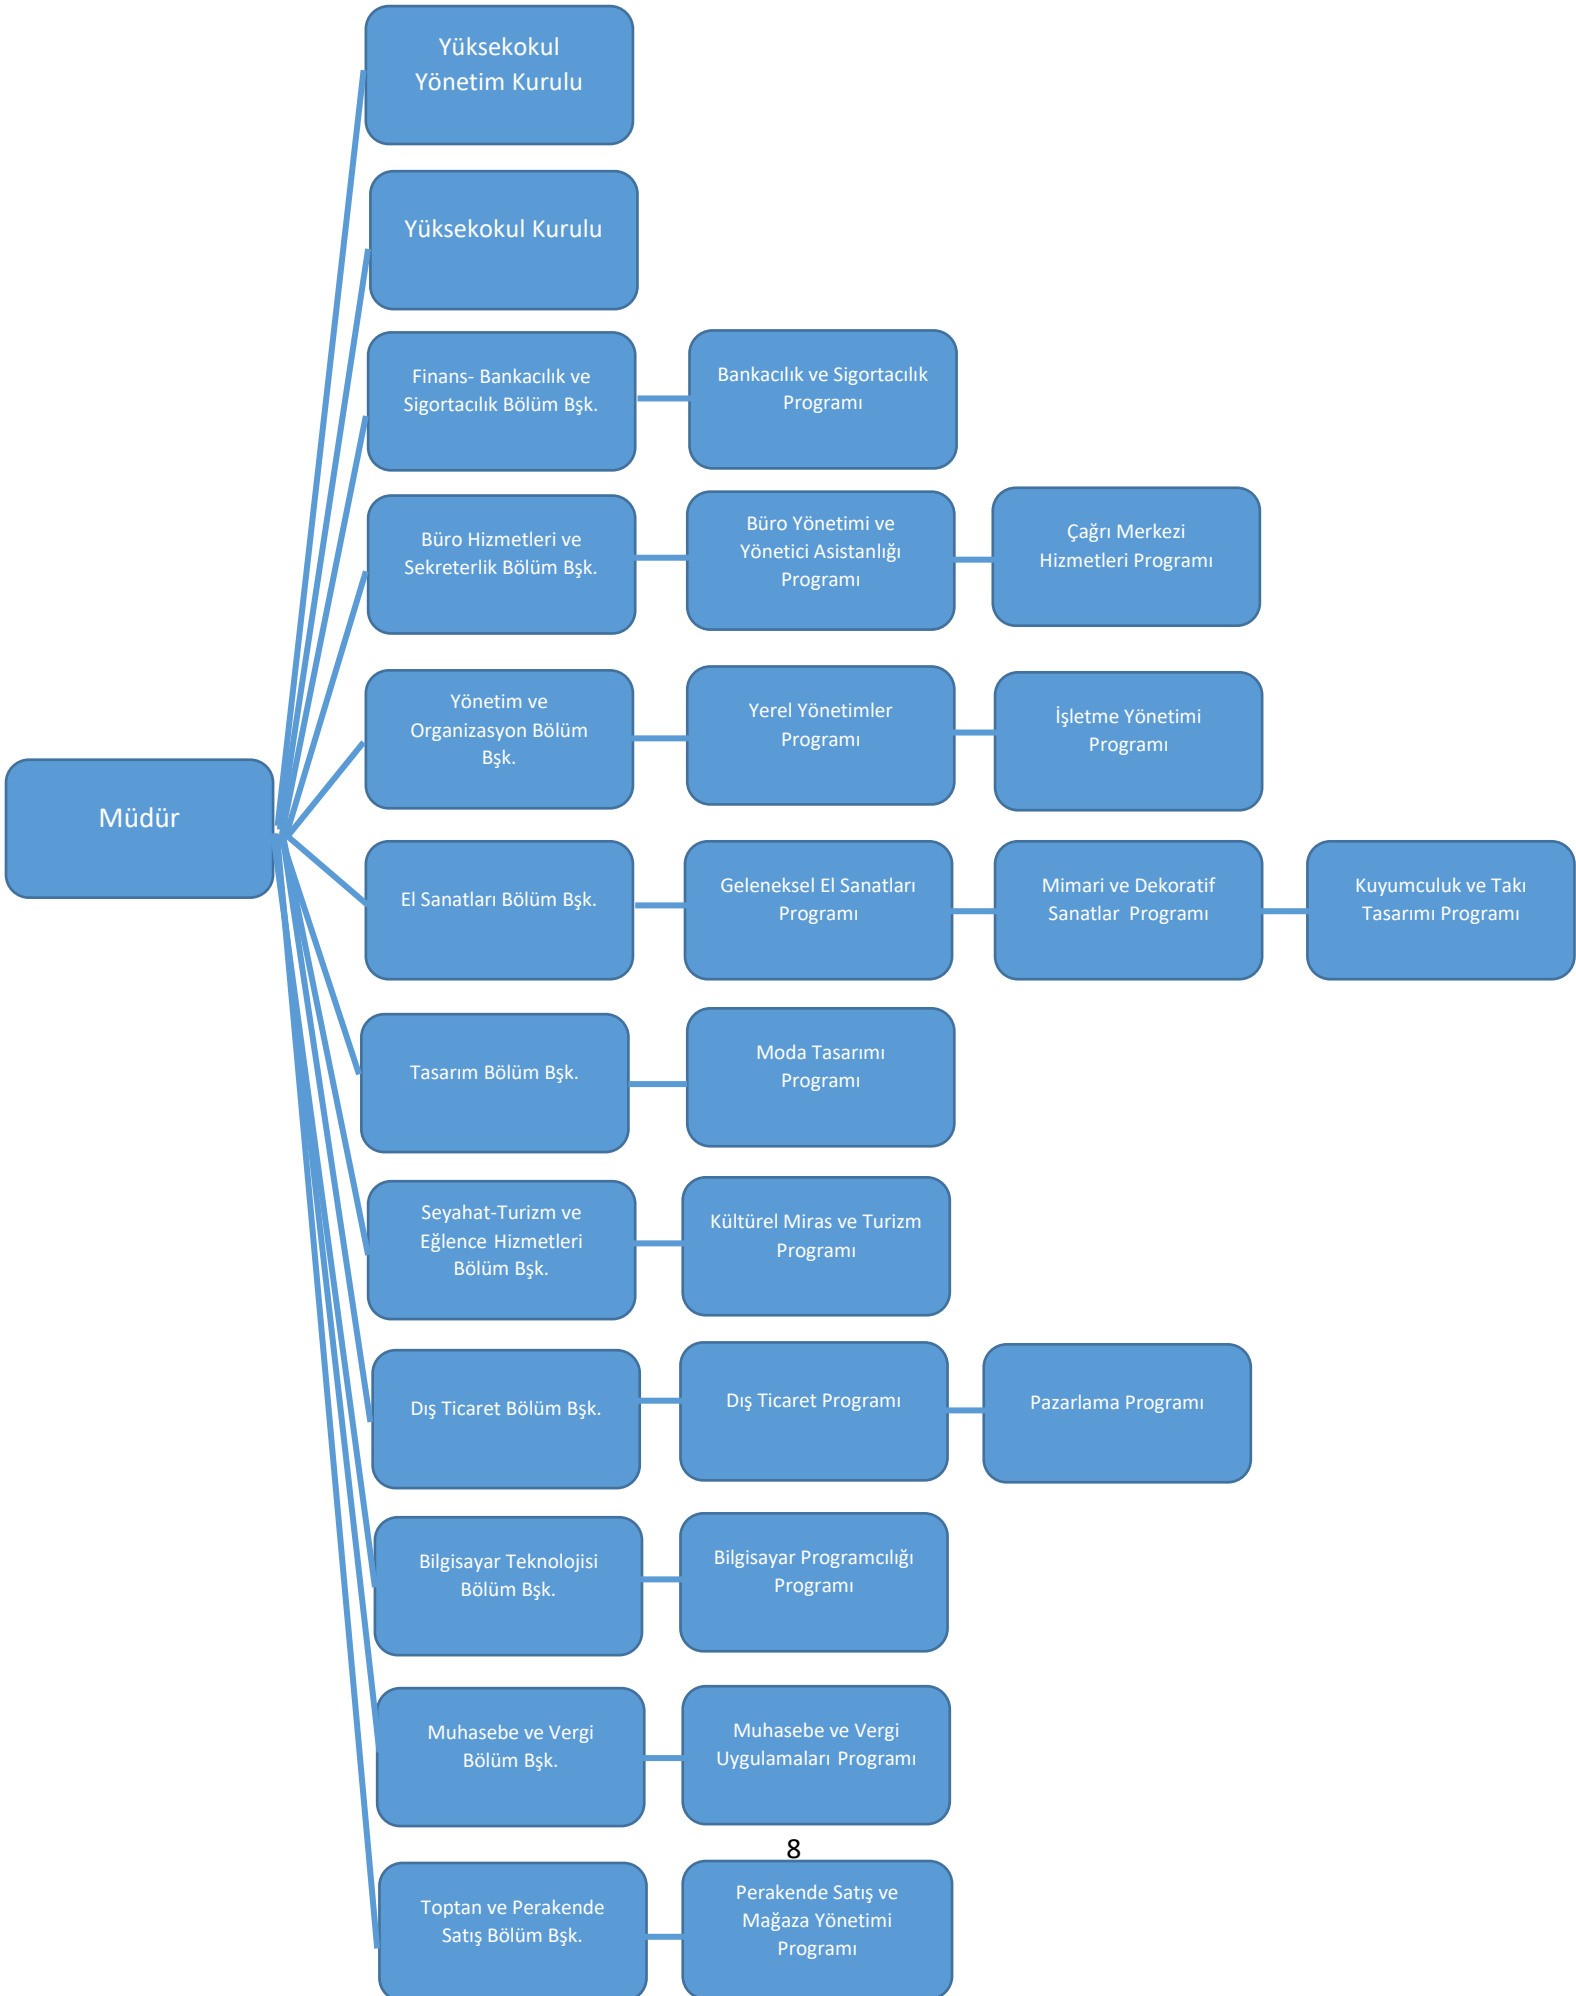 Yüksekokul
Yönetim Kurulu
Yüksekokul Kurulu
Finans- Bankacılık ve
Sigortacılık Bölüm Bşk.
Bankacılık ve Sigortacılık
Programı
Büro Hizmetleri ve
Sekreterlik Bölüm Bşk.
Büro Yönetimi ve
Yönetici Asistanlığı
Programı
Çağrı Merkezi
Hizmetleri Programı
Yönetim ve
Organizasyon Bölüm
Bşk.
Yerel Yönetimler
Programı
İşletme Yönetimi
Programı
Müdür
El Sanatları Bölüm Bşk.
Geleneksel El Sanatları
Programı
Mimari ve Dekoratif
Sanatlar Programı
Kuyumculuk ve Takı
Tasarımı Programı
Tasarım Bölüm Bşk.
Moda Tasarımı
Programı
Seyahat-Turizm ve
Eğlence Hizmetleri
Bölüm Bşk.
Kültürel Miras ve Turizm
Programı
Dış Ticaret Bölüm Bşk.
Dış Ticaret Programı
Pazarlama Programı
Bilgisayar Teknolojisi
Bölüm Bşk.
Bilgisayar Programcılığı
Programı
Muhasebe ve Vergi
Bölüm Bşk.
Muhasebe ve Vergi
Uygulamaları Programı
8
Toptan ve Perakende
Satış Bölüm Bşk.
Perakende Satış ve
Mağaza Yönetimi
Programı